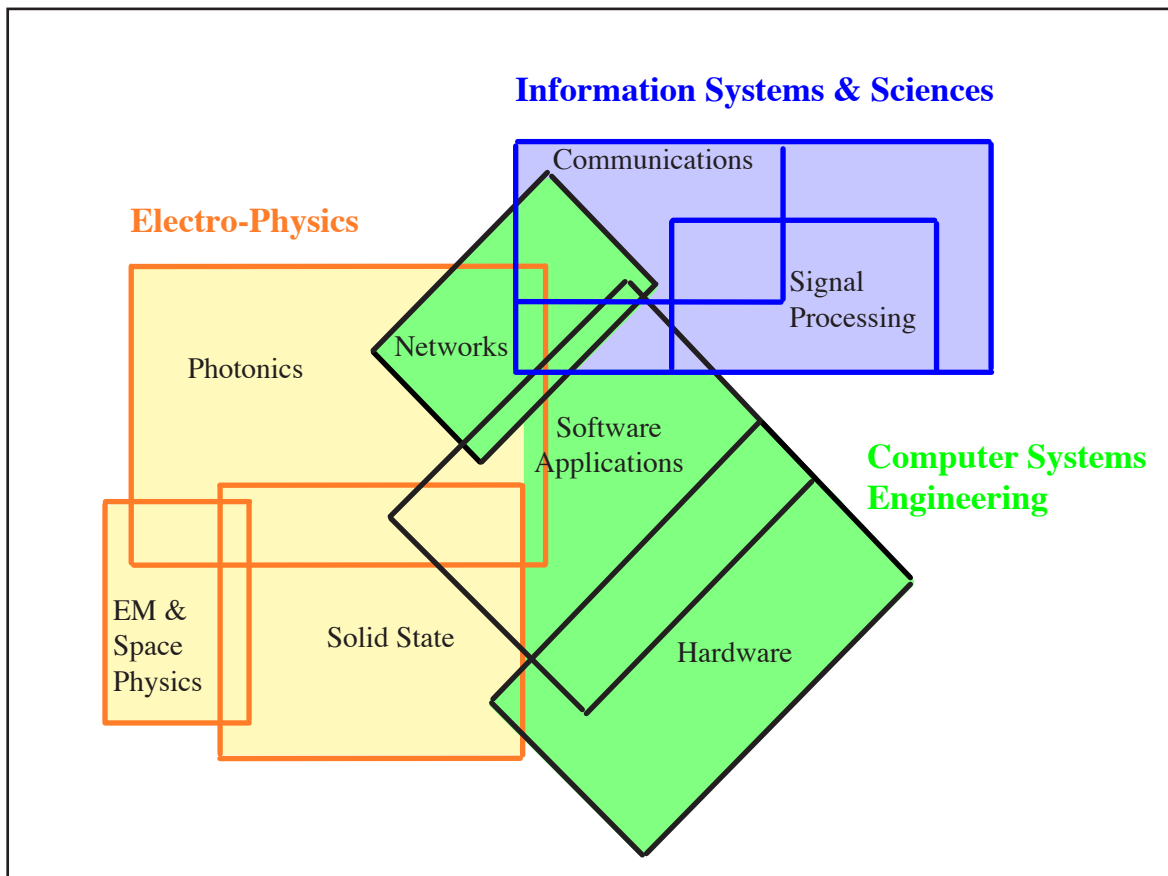 Information Systems & Sciences
Communications
Electro-Physics
Signal
Processing
Networks
Photonics
Software
Applications
Computer Systems
Engineering
EM &
Space
Physics
Solid State
Hardware